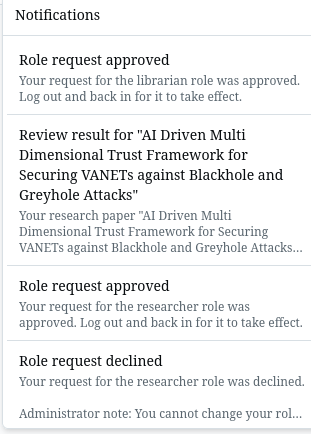 Notifications
Role request approved
Your request for the librarian role was approved.
Log out and back in for it to take effect.
Review result for "AI Driven Multi
Dimensional Trust Framework for
Securing VANETs against Blackhole and
Greyhole Attacks"
Your research paper "AI Driven Multi
Dimensional Trust Framework for Securing
VANETs against Blackhole and Greyhole Attacks...
Role request approved
Your request for the researcher role was
approved. Log out and back in for it to take effect.
Role request declined
Your request for the researcher role was declined.
Administrator note: You cannot change your rol...